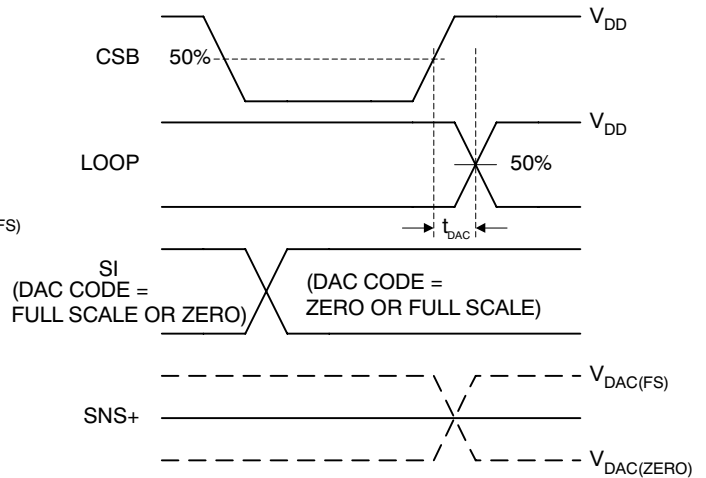 V_DD
CSB 50%
V_DD
LOOP 50%
FS)
t_DAC
SI
(DAC CODE =
FULL SCALE OR ZERO)
(DAC CODE =
ZERO OR FULL SCALE)
V_DAC(FS)
SNS+
V_DAC(ZERO)